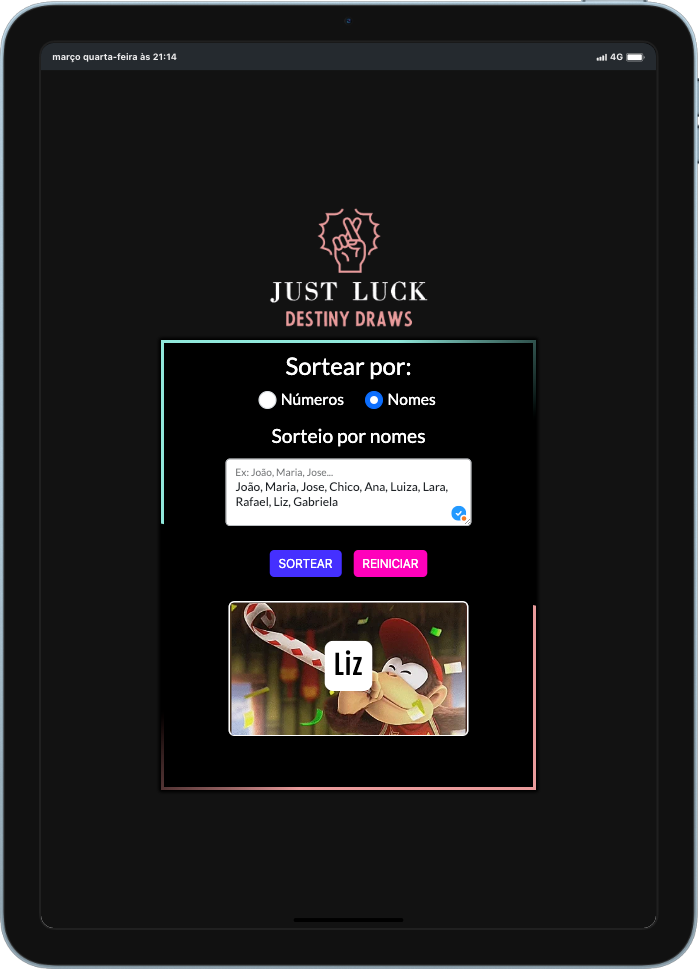 março quarta-feira às 21:14
4G
JUST LUCK
DESTINY DRAWS
Sortear por:
Números
Nomes
Sorteio por nomes
Ex: João, Maria, Jose...
João, Maria, Jose, Chico, Ana, Luiza, Lara,
Rafael, Liz, Gabriela
SORTEAR
REINICIAR
Liz